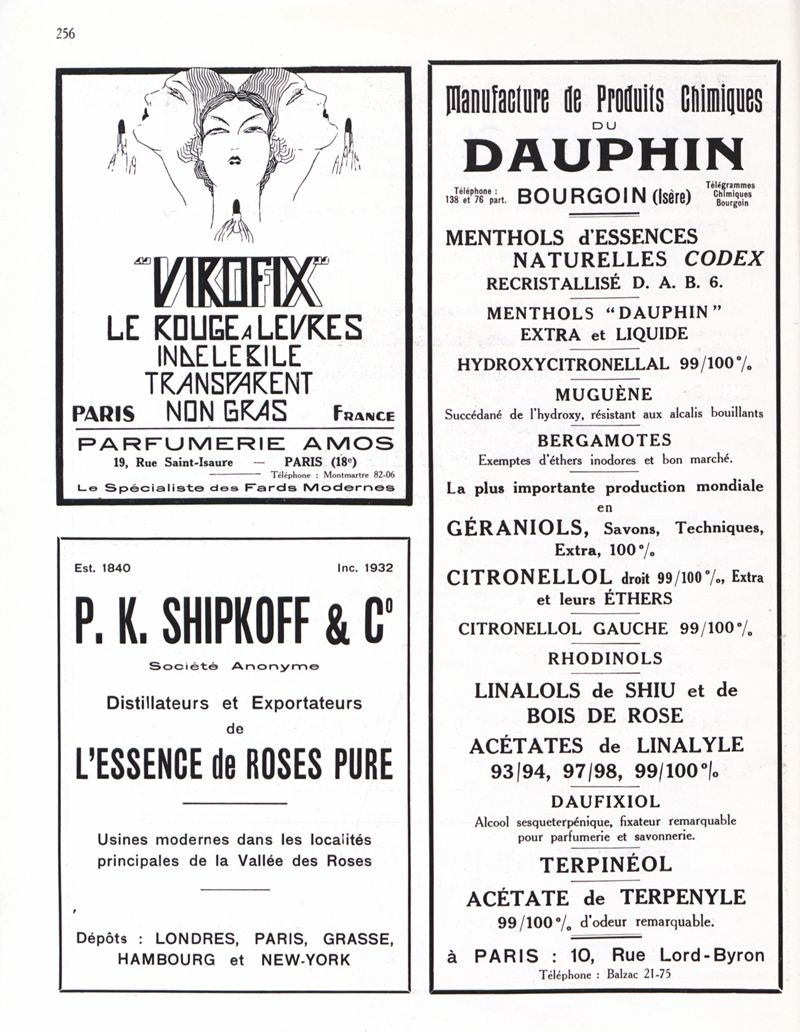 256
"VIROFIX"
LE ROUGE A LEVRES
INDELEBILE
TRANSPARENT
PARIS NON GRAS FRANCE
PARFUMERIE AMOS
19, Rue Saint-Isaure — PARIS (18e)
Téléphone : Montmartre 82-06
Le Spécialiste des Fards Modernes
Est. 1840 Inc. 1932
P. K. SHIPKOFF & Co
Société Anonyme
Distillateurs et Exportateurs
de
L'ESSENCE de ROSES PURE
Usines modernes dans les localités
principales de la Vallée des Roses
Dépôts : LONDRES, PARIS, GRASSE,
HAMBOURG et NEW-YORK
Manufacture de Produits Chimiques
DU
DAUPHIN
Téléphone :
138 et 76 part.
BOURGOIN (Isère)
Télégrammes
Chimiques
Bourgoin
MENTHOLS d'ESSENCES
NATURELLES CODEX
RECRISTALLISÉ D. A. B. 6.
MENTHOLS "DAUPHIN"
EXTRA et LIQUIDE
HYDROXYCITRONELLAL 99/100%
MUGUÈNE
Succédané de l'hydroxy, résistant aux alcalis bouillants
BERGAMOTES
Exemptes d'éthers inodores et bon marché.
La plus importante production mondiale
en
GÉRANIOLS, Savons, Techniques,
Extra, 100%
CITRONELLOL droit 99/100%, Extra
et leurs ÉTHERS
CITRONELLOL GAUCHE 99/100%
RHODINOLS
LINALOLS de SHIU et de
BOIS DE ROSE
ACÉTATES de LINALYLE
93/94, 97/98, 99/100%
DAUFIXIOL
Alcool sesqueterpénique, fixateur remarquable
pour parfumerie et savonnerie.
TERPINÉOL
ACÉTATE de TERPENYLE
99/100% d'odeur remarquable.
à PARIS : 10, Rue Lord-Byron
Téléphone : Balzac 21-75